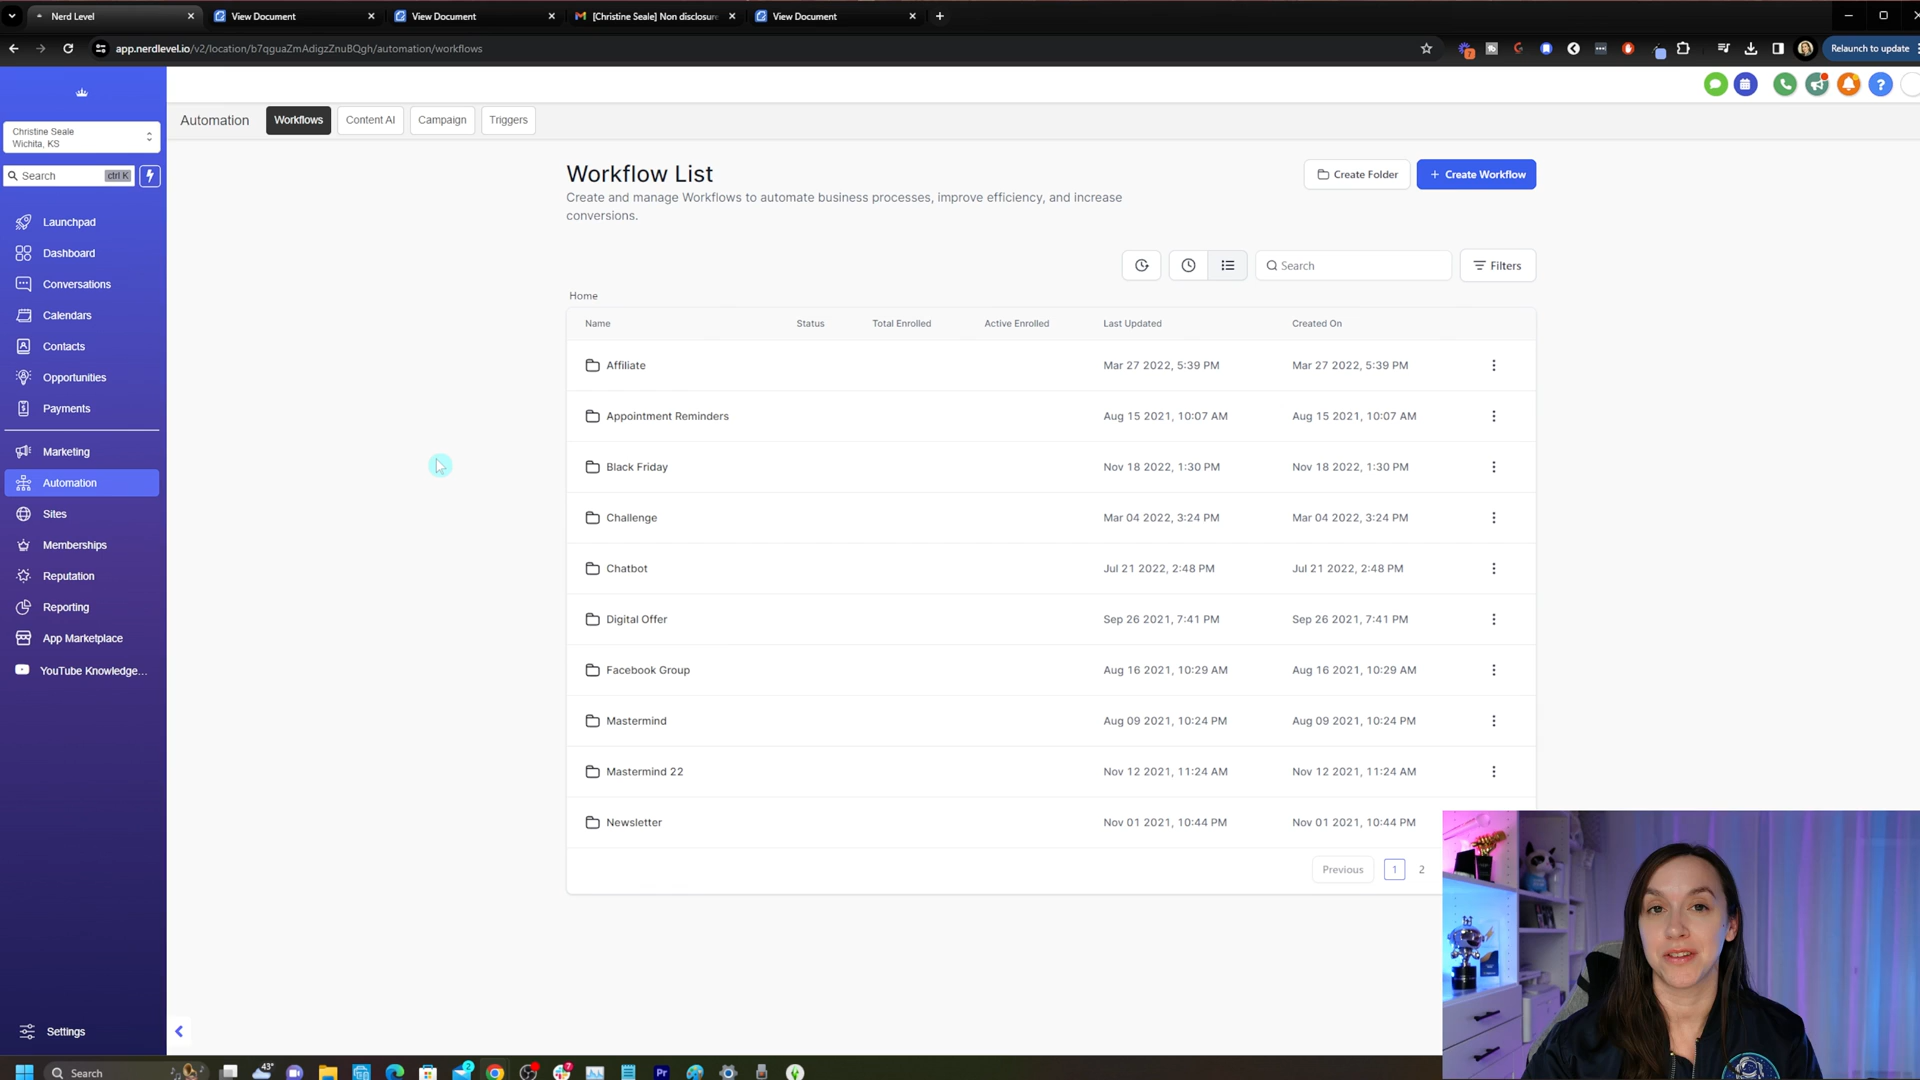 Nerd Level
View Document
View Document
[Christine Seale] Non disclosure
View Document
app.nerdlevel.io/v2/location/b7qguaZmAdigzZnuBQgh/automation/workflows
7
Relaunch to update
Christine Seale
Wichita, KS
Search
ctrl K
Launchpad
Dashboard
Conversations
Calendars
Contacts
Opportunities
Payments
Marketing
Automation
Sites
Memberships
Reputation
Reporting
App Marketplace
YouTube Knowledge...
Settings
Automation
Workflows
Content AI
Campaign
Triggers
Workflow List
Create and manage Workflows to automate business processes, improve efficiency, and increase
conversions.
Create Folder
+ Create Workflow
Search
Filters
Home
Name Status Total Enrolled Active Enrolled Last Updated Created On
Affiliate Mar 27 2022, 5:39 PM Mar 27 2022, 5:39 PM
Appointment Reminders Aug 15 2021, 10:07 AM Aug 15 2021, 10:07 AM
Black Friday Nov 18 2022, 1:30 PM Nov 18 2022, 1:30 PM
Challenge Mar 04 2022, 3:24 PM Mar 04 2022, 3:24 PM
Chatbot Jul 21 2022, 2:48 PM Jul 21 2022, 2:48 PM
Digital Offer Sep 26 2021, 7:41 PM Sep 26 2021, 7:41 PM
Facebook Group Aug 16 2021, 10:29 AM Aug 16 2021, 10:29 AM
Mastermind Aug 09 2021, 10:24 PM Aug 09 2021, 10:24 PM
Mastermind 22 Nov 12 2021, 11:24 AM Nov 12 2021, 11:24 AM
Newsletter Nov 01 2021, 10:44 PM Nov 01 2021, 10:44 PM
Previous 1 2
Search
43°
2
7
Pr